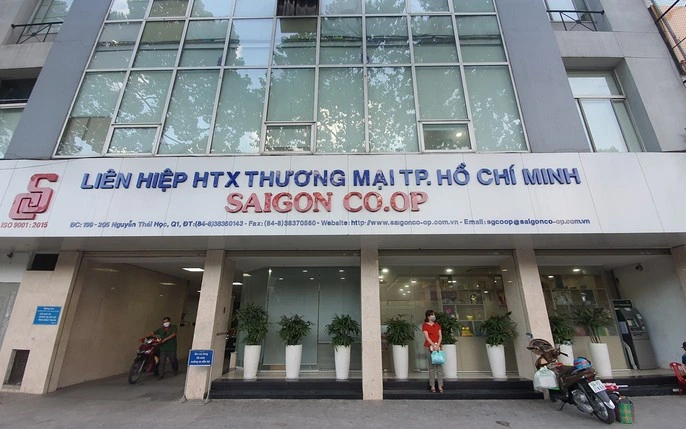 LIÊN HIỆP HTX THƯƠNG MẠI TP. HỒ CHÍ MINH
SAIGON CO.OP
ISO 9001: 2015
ĐC: 199 - 205 Nguyễn Thái Học, Q1, ĐT: (84-8)38360143 - Fax: (84-8)38370560 - Website: http://www.saigonco-op.com.vn - Email: sgcoop@saigonco-op.com.vn